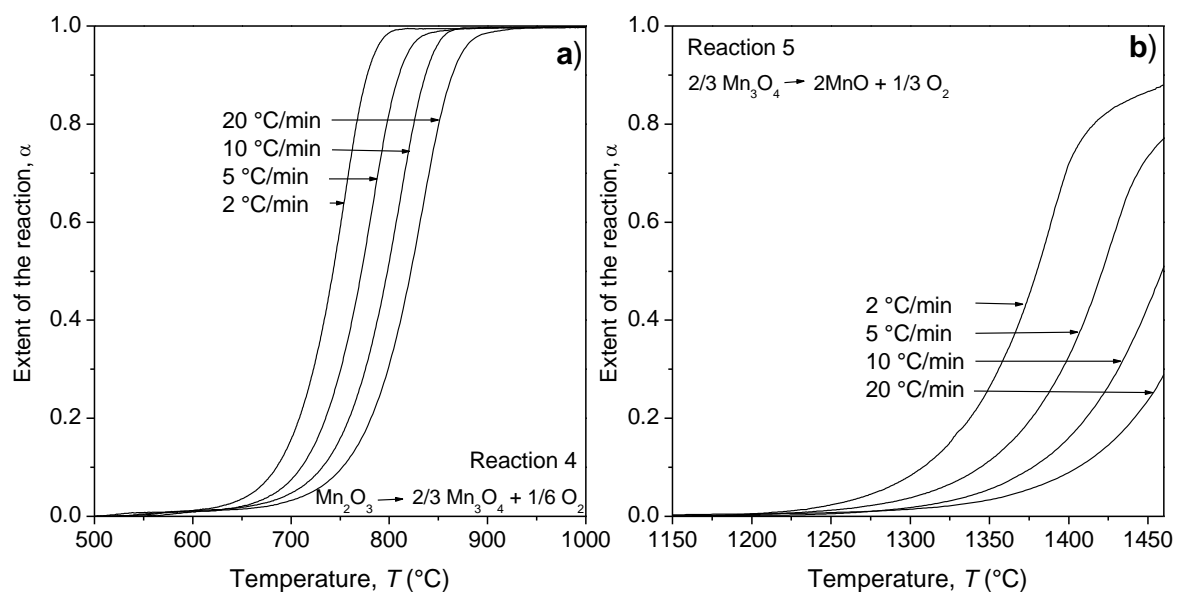 a)
20 °C/min
10 °C/min
5 °C/min
2 °C/min
Reaction 4
Mn₂O₃ → 2/3 Mn₃O₄ + 1/6 O₂
1.0
0.8
0.6
0.4
0.2
0.0
500 600 700 800 900 1000
Extent of the reaction, α
Temperature, T (°C)
b)
Reaction 5
2/3 Mn₃O₄ → 2MnO + 1/3 O₂
2 °C/min
5 °C/min
10 °C/min
20 °C/min
1.0
0.8
0.6
0.4
0.2
0.0
1150 1200 1250 1300 1350 1400 1450
Extent of the reaction, α
Temperature, T (°C)